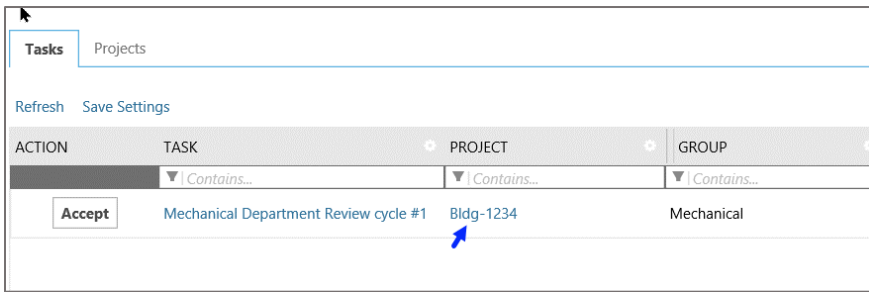 Tasks Projects
Refresh Save Settings
ACTION TASK PROJECT GROUP
Contains... Contains... Contains...
Accept Mechanical Department Review cycle #1 Bldg-1234 Mechanical